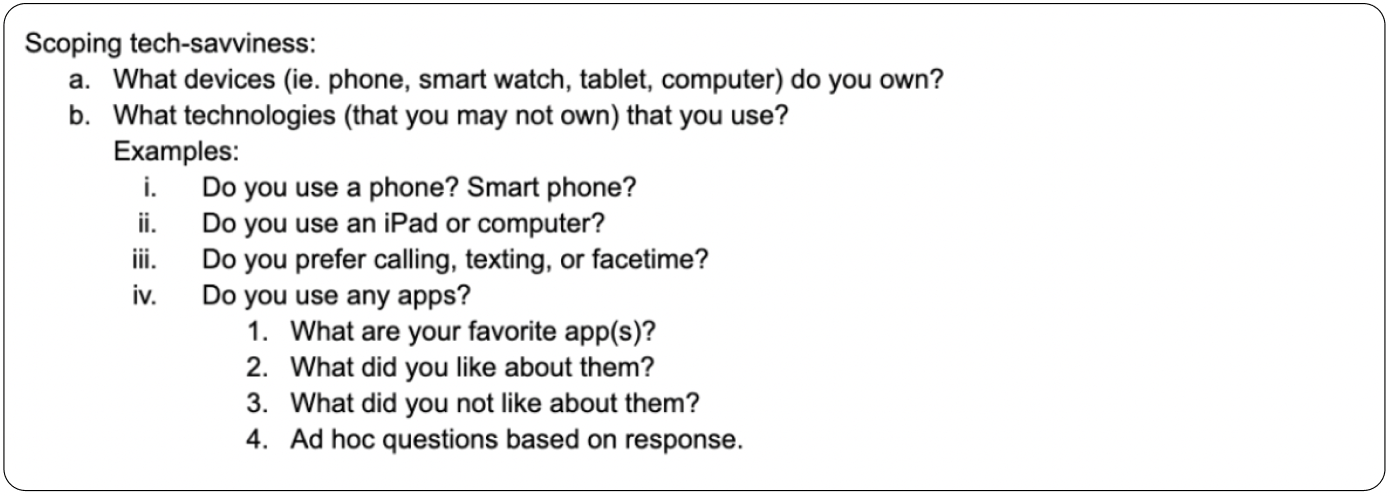 Scoping tech-savviness:
a. What devices (ie. phone, smart watch, tablet, computer) do you own?
b. What technologies (that you may not own) that you use?
Examples:
i. Do you use a phone? Smart phone?
ii. Do you use an iPad or computer?
iii. Do you prefer calling, texting, or facetime?
iv. Do you use any apps?
1. What are your favorite app(s)?
2. What did you like about them?
3. What did you not like about them?
4. Ad hoc questions based on response.